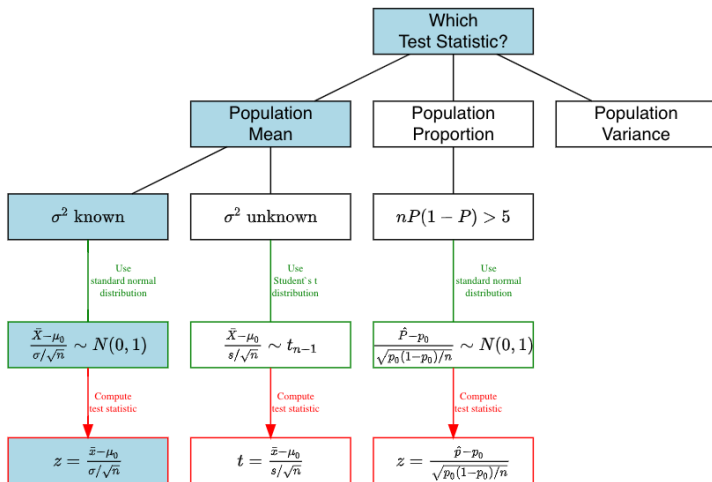 Which
Test Statistic?
Population
Mean
Population
Proportion
Population
Variance
σ² known
σ² unknown
nP(1 − P) > 5
Use
standard normal
distribution
Use
Student`s t
distribution
Use
standard normal
distribution
X̄−μ₀ / σ/√n ∼ N(0, 1)
X̄−μ₀ / s/√n ∼ tₙ₋₁
P̂−p₀ / √p₀(1−p₀)/n ∼ N(0, 1)
Compute
test statistic
Compute
test statistic
Compute
test statistic
z = x̄−μ₀ / σ/√n
t = x̄−μ₀ / s/√n
z = p̂−p₀ / √p₀(1−p₀)/n